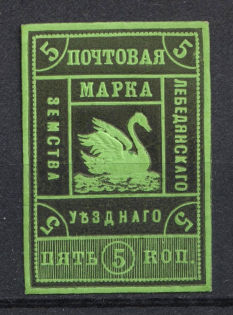 5 ПОЧТОВАЯ 5
МАРКА
ЗЕМСТВА
ЛЕБЕДЯНСКАГО
5 УѢЗДНАГО 5
ПЯТЬ 5 КОП.